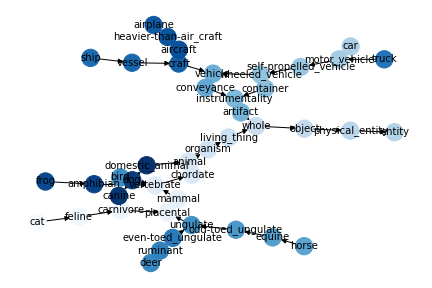 airplane
heavier-than-air_craft
aircraft
ship
vessel
craft
car
motor_vehicle
truck
self-propelled_vehicle
vehicle
wheeled_vehicle
conveyance
container
instrumentality
artifact
whole
object
physical_entity
entity
living_thing
organism
animal
domestic_animal
chordate
bird
dog
frog
amphibian
vertebrate
canine
mammal
cat
feline
carnivore
placental
ungulate
odd-toed_ungulate
even-toed_ungulate
equine
horse
ruminant
deer